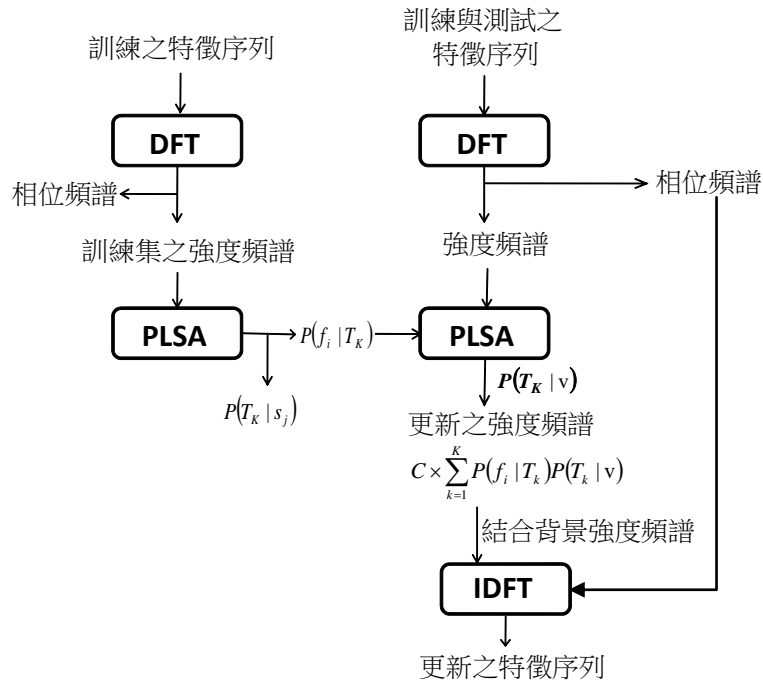 訓練之特徵序列
DFT
相位頻譜
訓練集之強度頻譜
PLSA
P(f_i | T_K)
P(T_K | s_j)
訓練與測試之
特徵序列
DFT
相位頻譜
強度頻譜
PLSA
P(T_K | v)
更新之強度頻譜
C × ∑_{k=1}^{K} P(f_i | T_k)P(T_k | v)
結合背景強度頻譜
IDFT
更新之特徵序列